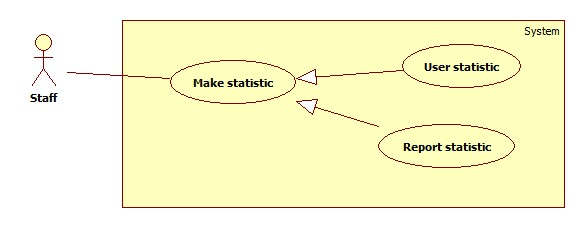 System
Staff
Make statistic
User statistic
Report statistic